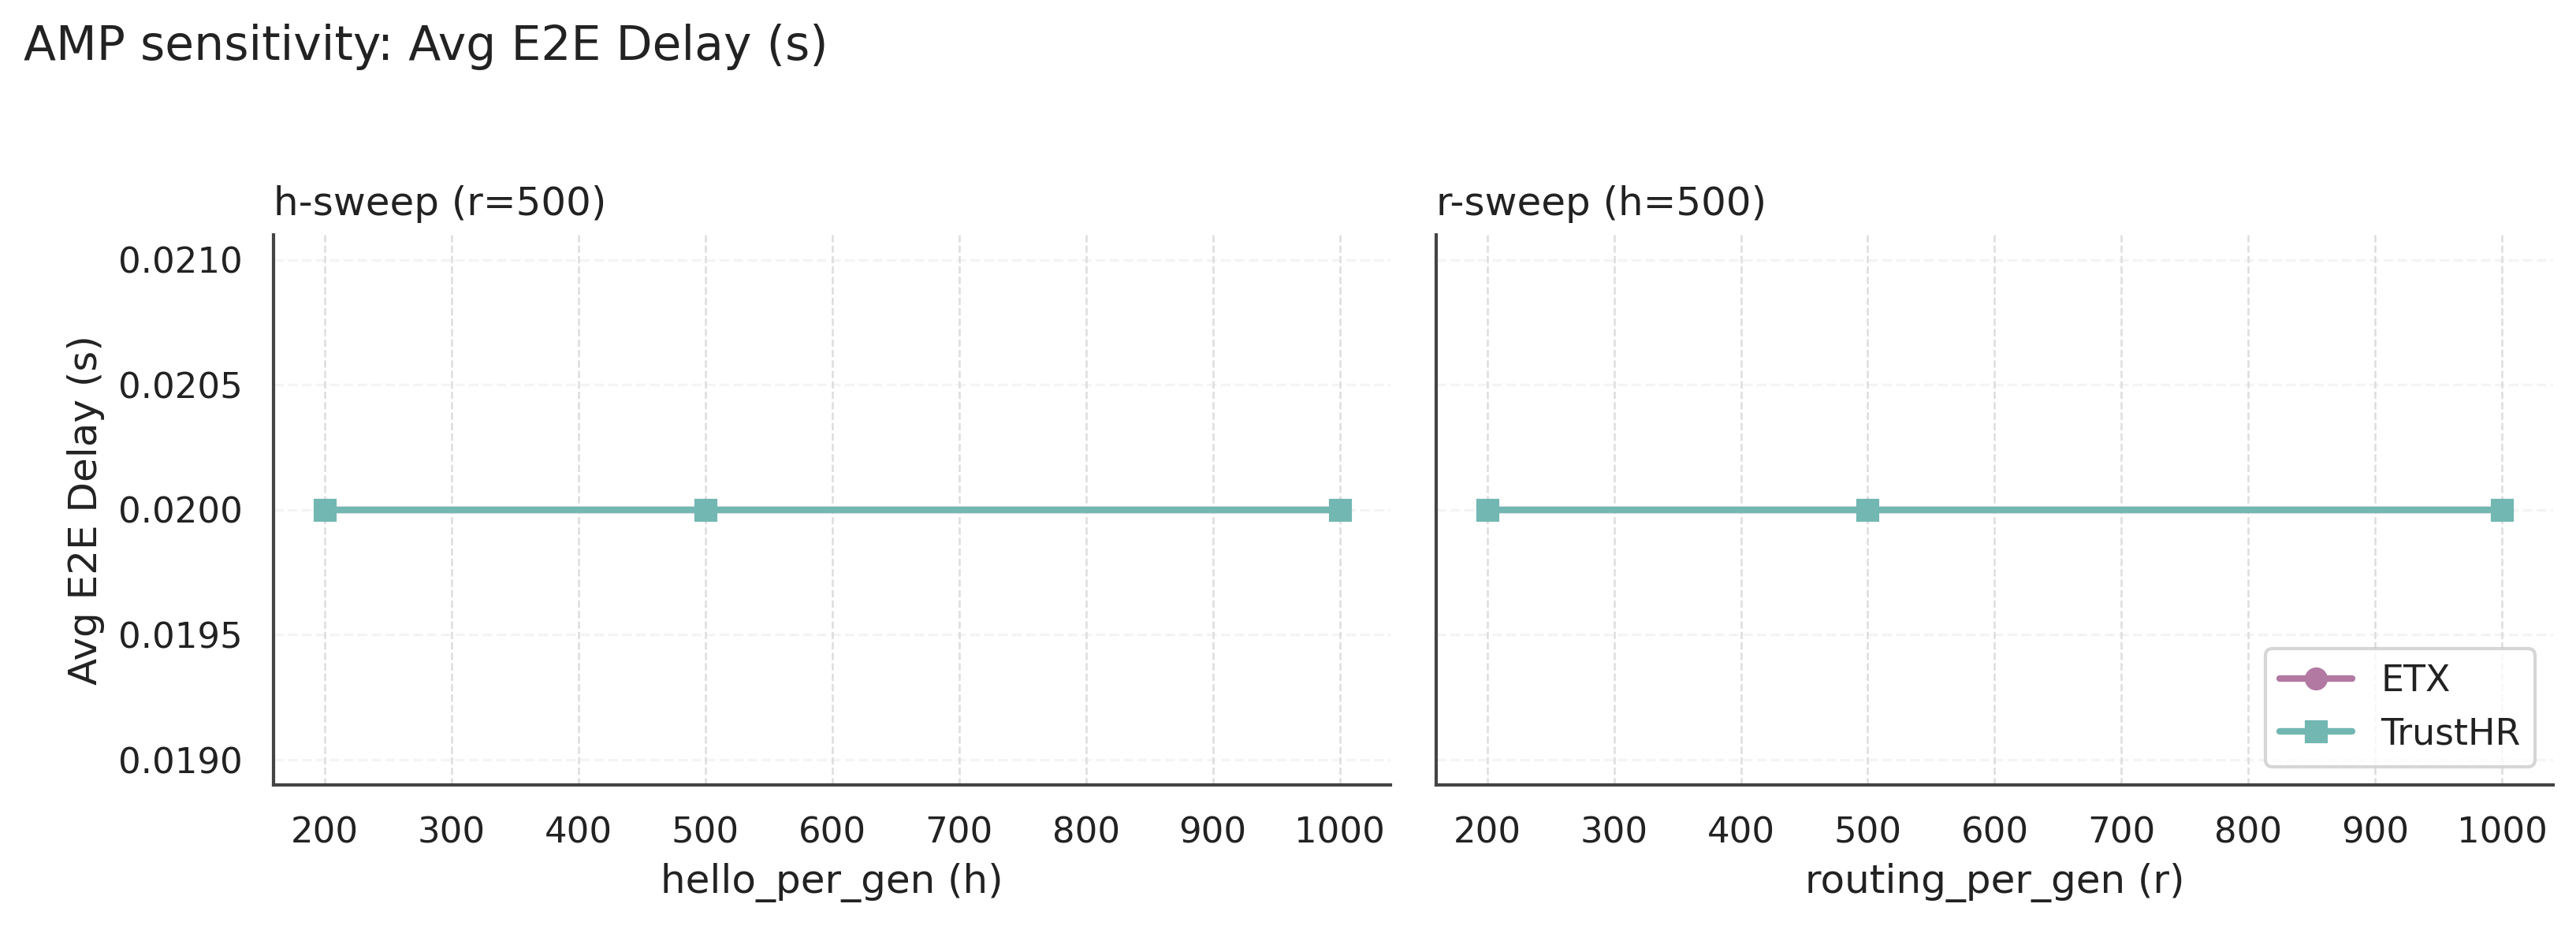 AMP sensitivity: Avg E2E Delay (s)
h-sweep (r=500)
r-sweep (h=500)
Avg E2E Delay (s)
0.0210
0.0205
0.0200
0.0195
0.0190
200 300 400 500 600 700 800 900 1000
hello_per_gen (h)
200 300 400 500 600 700 800 900 1000
routing_per_gen (r)
ETX
TrustHR